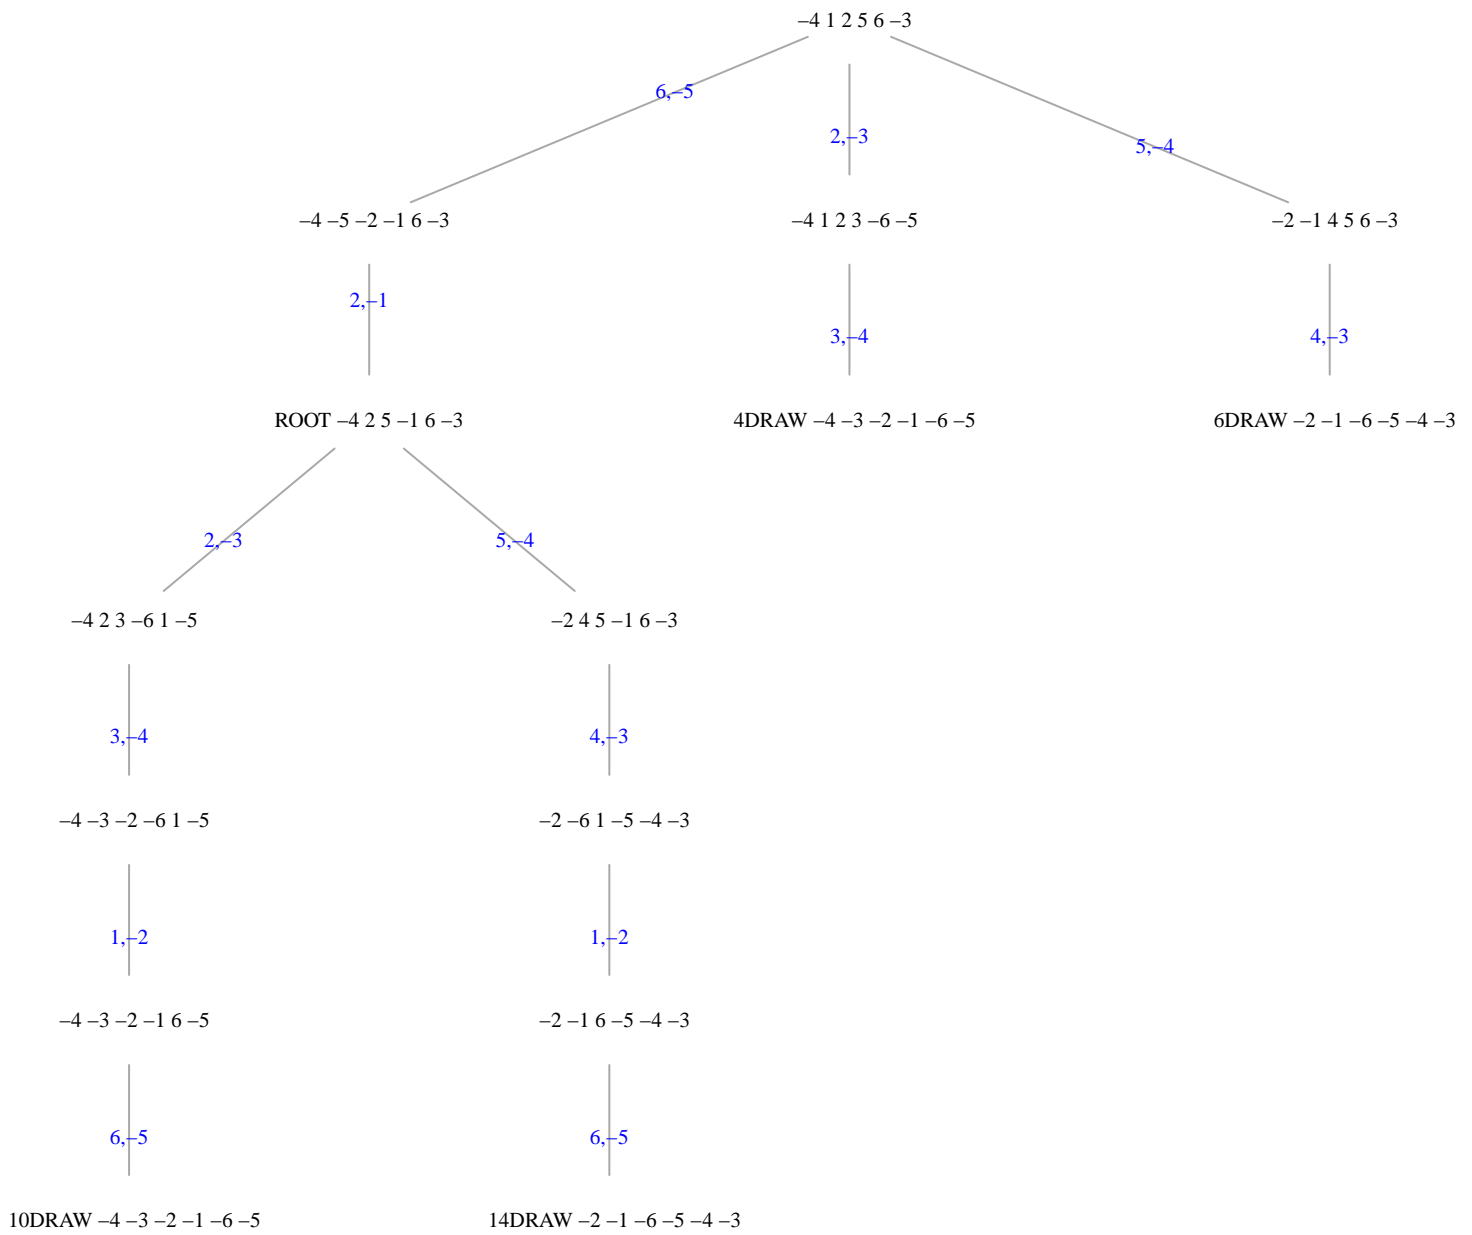 –4 1 2 5 6 –3
6,–5
2,–3
5,–4
–4 –5 –2 –1 6 –3
–4 1 2 3 –6 –5
–2 –1 4 5 6 –3
2,–1
3,–4
4,–3
ROOT –4 2 5 –1 6 –3
4DRAW –4 –3 –2 –1 –6 –5
6DRAW –2 –1 –6 –5 –4 –3
2,–3
5,–4
–4 2 3 –6 1 –5
–2 4 5 –1 6 –3
3,–4
4,–3
–4 –3 –2 –6 1 –5
–2 –6 1 –5 –4 –3
1,–2
1,–2
–4 –3 –2 –1 6 –5
–2 –1 6 –5 –4 –3
6,–5
6,–5
10DRAW –4 –3 –2 –1 –6 –5
14DRAW –2 –1 –6 –5 –4 –3